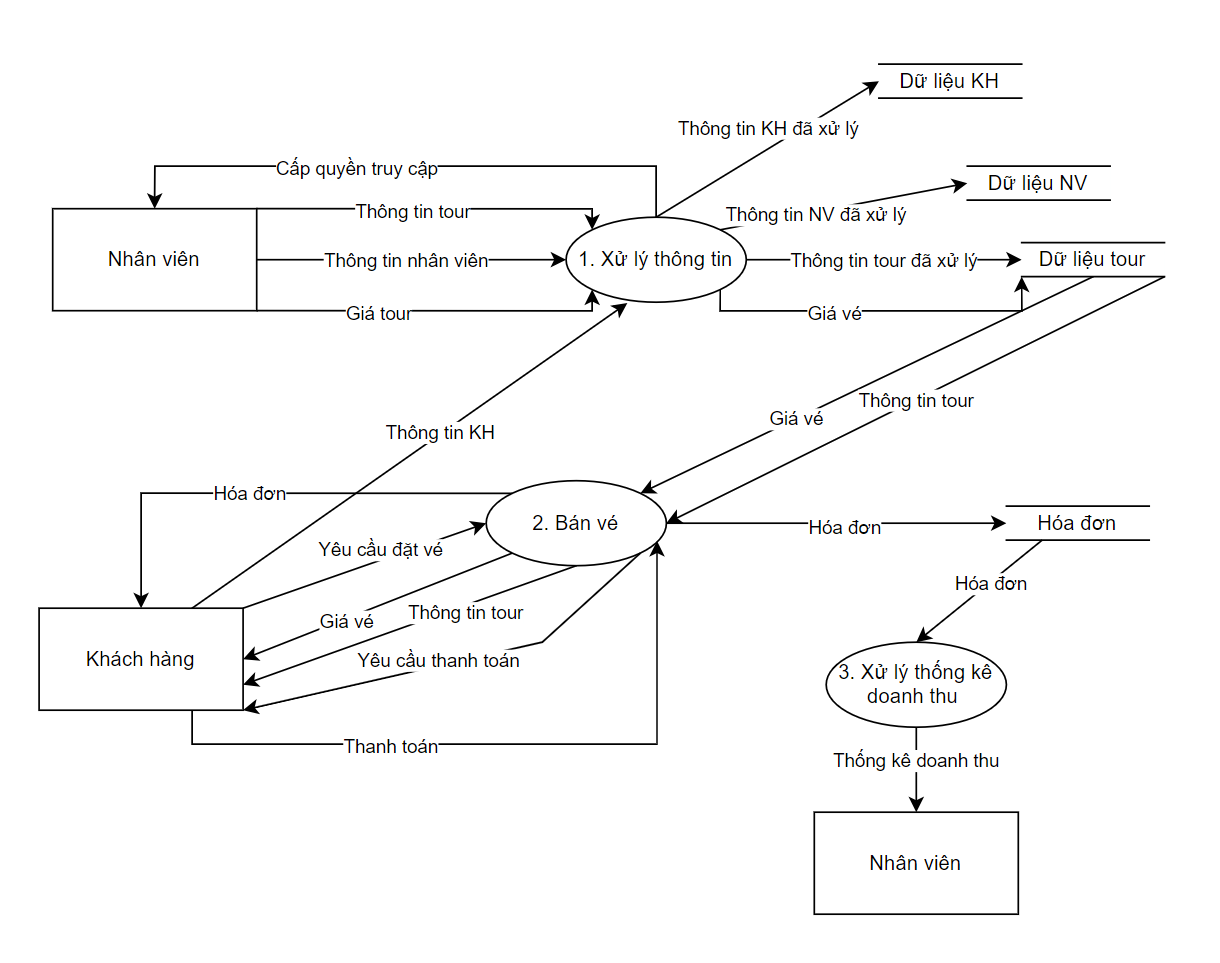 Dữ liệu KH
Thông tin KH đã xử lý
Cấp quyền truy cập
Dữ liệu NV
Thông tin tour
Thông tin NV đã xử lý
Nhân viên
Thông tin nhân viên
1. Xử lý thông tin
Thông tin tour đã xử lý
Dữ liệu tour
Giá tour
Giá vé
Thông tin tour
Giá vé
Thông tin KH
Hóa đơn
2. Bán vé
Hóa đơn
Hóa đơn
Yêu cầu đặt vé
Hóa đơn
Thông tin tour
Giá vé
Khách hàng
Yêu cầu thanh toán
3. Xử lý thống kê
doanh thu
Thanh toán
Thống kê doanh thu
Nhân viên